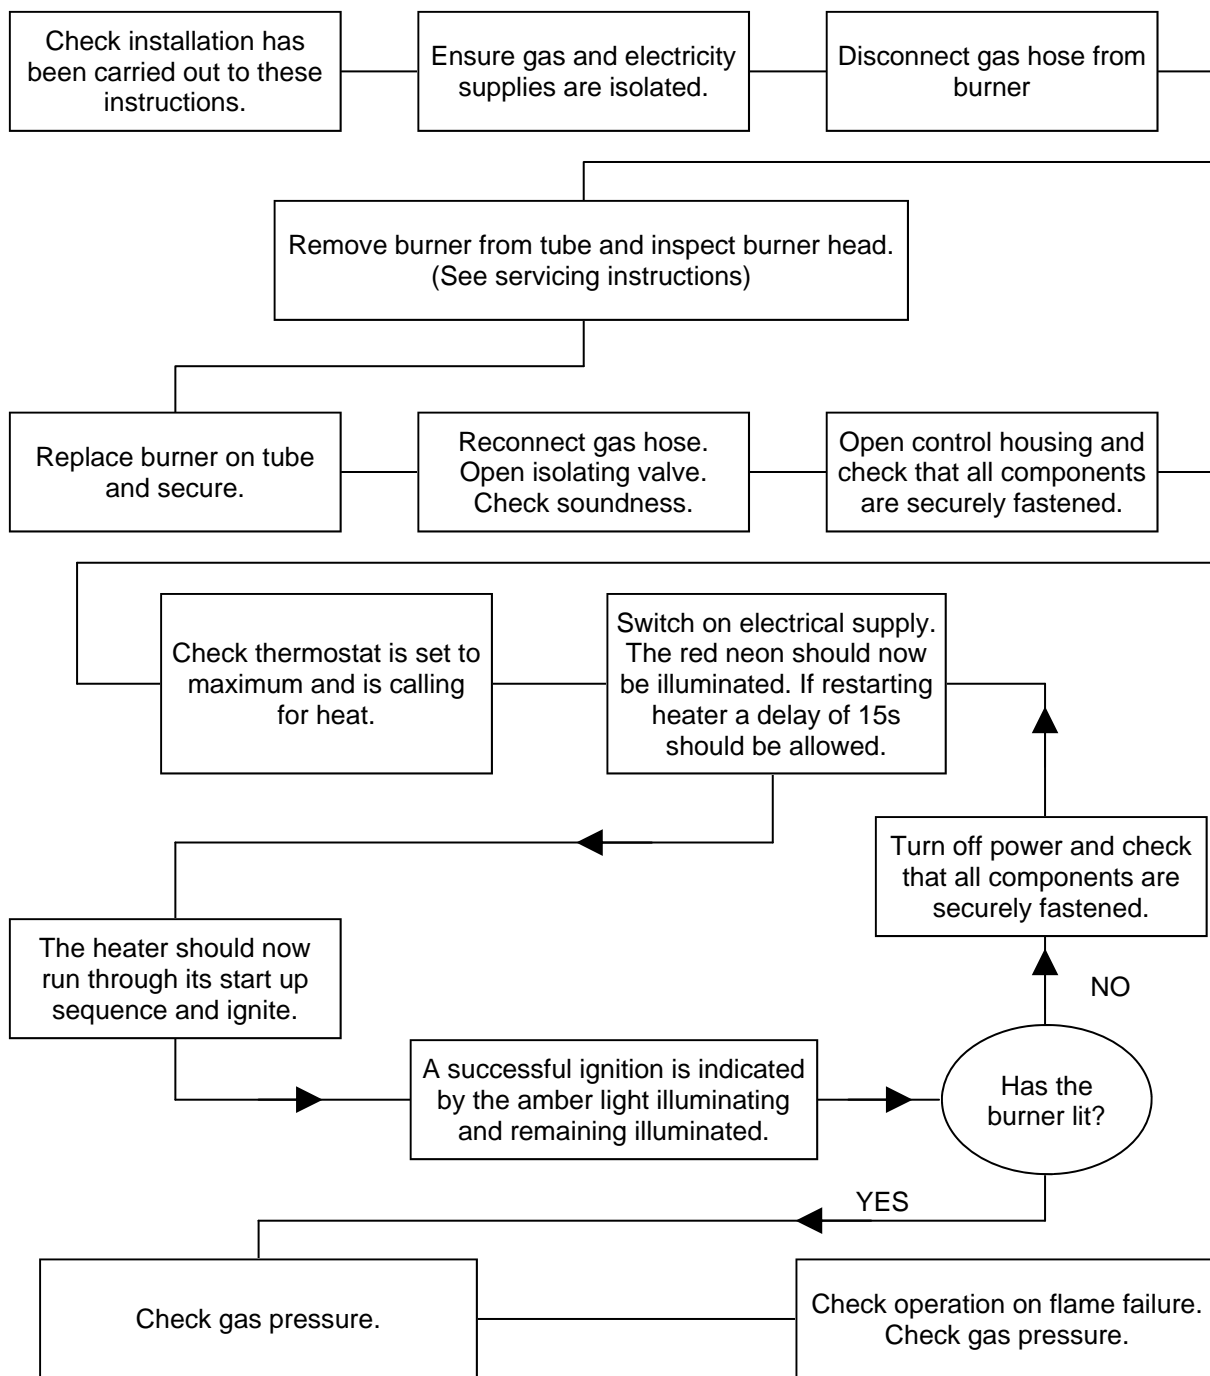 Check installation has
been carried out to these
instructions.
Ensure gas and electricity
supplies are isolated.
Disconnect gas hose from
burner
Remove burner from tube and inspect burner head.
(See servicing instructions)
Replace burner on tube
and secure.
Reconnect gas hose.
Open isolating valve.
Check soundness.
Open control housing and
check that all components
are securely fastened.
Check thermostat is set to
maximum and is calling
for heat.
Switch on electrical supply.
The red neon should now
be illuminated. If restarting
heater a delay of 15s
should be allowed.
The heater should now
run through its start up
sequence and ignite.
A successful ignition is indicated
by the amber light illuminating
and remaining illuminated.
Has the
burner lit?
NO
Turn off power and check
that all components are
securely fastened.
YES
Check gas pressure.
Check operation on flame failure.
Check gas pressure.